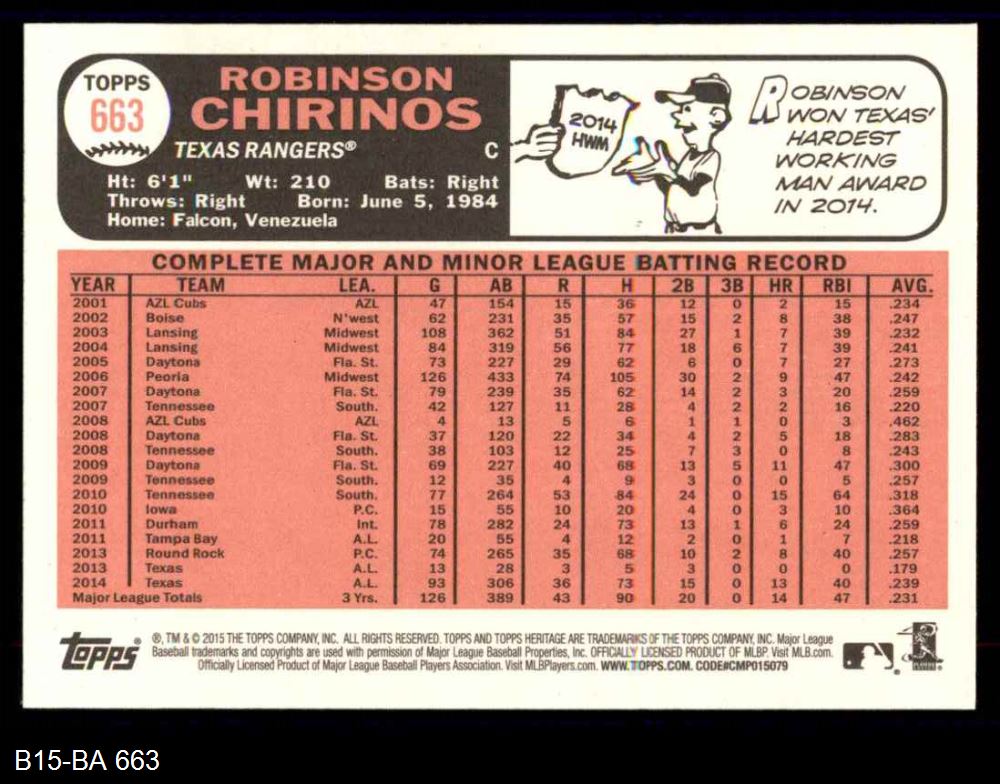 TOPPS
663
ROBINSON
CHIRINOS
TEXAS RANGERS® C
Ht: 6'1" Wt: 210 Bats: Right
Throws: Right Born: June 5, 1984
Home: Falcon, Venezuela
2014
HWM
ROBINSON
WON TEXAS'
HARDEST
WORKING
MAN AWARD
IN 2014.
COMPLETE MAJOR AND MINOR LEAGUE BATTING RECORD
YEAR TEAM LEA. G AB R H 2B 3B HR RBI AVG.
2001 AZL Cubs AZL 47 154 15 36 12 0 2 15 .234
2002 Boise N'west 62 231 35 57 15 2 8 38 .247
2003 Lansing Midwest 108 362 51 84 27 1 7 39 .232
2004 Lansing Midwest 84 319 56 77 18 6 7 39 .241
2005 Daytona Fla. St. 73 227 29 62 6 0 7 27 .273
2006 Peoria Midwest 126 433 74 105 30 2 9 47 .242
2007 Daytona Fla. St. 79 239 35 62 14 2 3 20 .259
2007 Tennessee South. 42 127 11 28 4 2 2 16 .220
2008 AZL Cubs AZL 4 13 5 6 1 1 0 3 .462
2008 Daytona Fla. St. 37 120 22 34 4 2 5 18 .283
2008 Tennessee South. 38 103 12 25 7 3 0 8 .243
2009 Daytona Fla. St. 69 227 40 68 13 5 11 47 .300
2009 Tennessee South. 12 35 4 9 3 0 0 5 .257
2010 Tennessee South. 77 264 53 84 24 0 15 64 .318
2010 Iowa P.C. 15 55 10 20 4 0 3 10 .364
2011 Durham Int. 78 282 24 73 13 1 6 24 .259
2011 Tampa Bay A.L. 20 55 4 12 2 0 1 7 .218
2013 Round Rock P.C. 74 265 35 68 10 2 8 40 .257
2013 Texas A.L. 13 28 3 5 3 0 0 0 .179
2014 Texas A.L. 93 306 36 73 15 0 13 40 .239
Major League Totals 3 Yrs. 126 389 43 90 20 0 14 47 .231
Topps ®
®, TM & © 2015 THE TOPPS COMPANY, INC. ALL RIGHTS RESERVED. TOPPS AND TOPPS HERITAGE ARE TRADEMARKS OF THE TOPPS COMPANY, INC. Major League
Baseball trademarks and copyrights are used with permission of Major League Baseball Properties, Inc. OFFICIALLY LICENSED PRODUCT OF MLBP. Visit MLB.com.
Officially Licensed Product of Major League Baseball Players Association. Visit MLBPlayers.com. WWW.TOPPS.COM. CODE#CMP015079
B15-BA 663